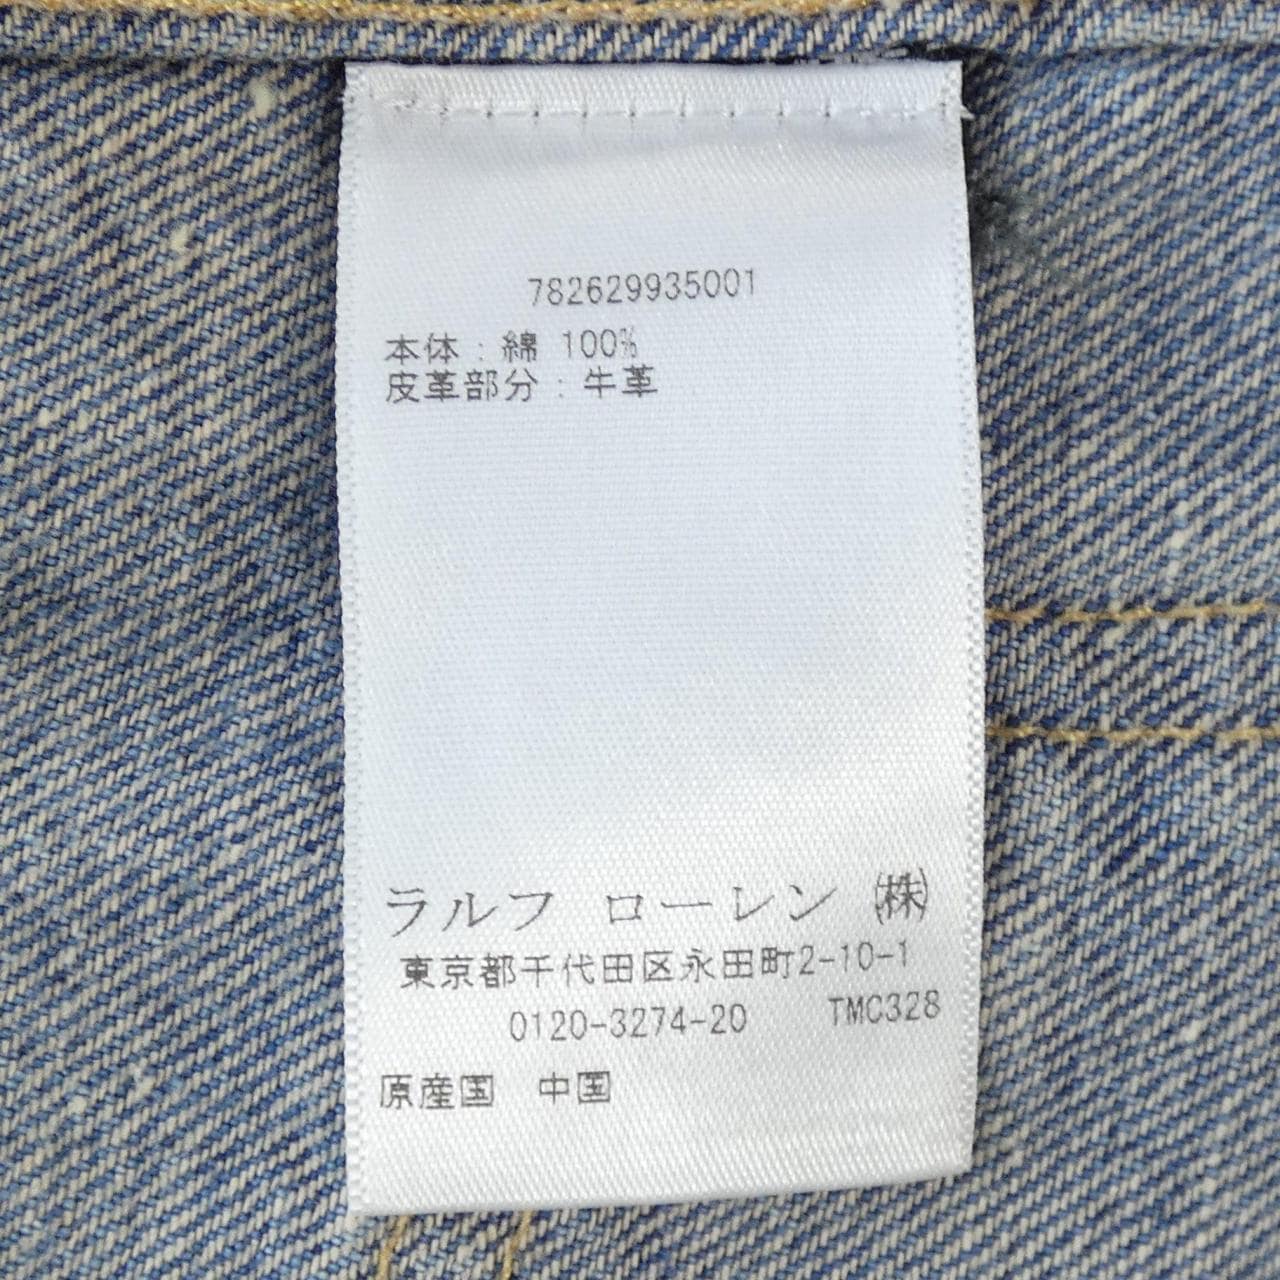 782629935001
本体:綿 100%
皮革部分:牛革
ラルフ ローレン ㈱
東京都千代田区永田町2-10-1
0120-3274-20 TMC328
原産国 中国